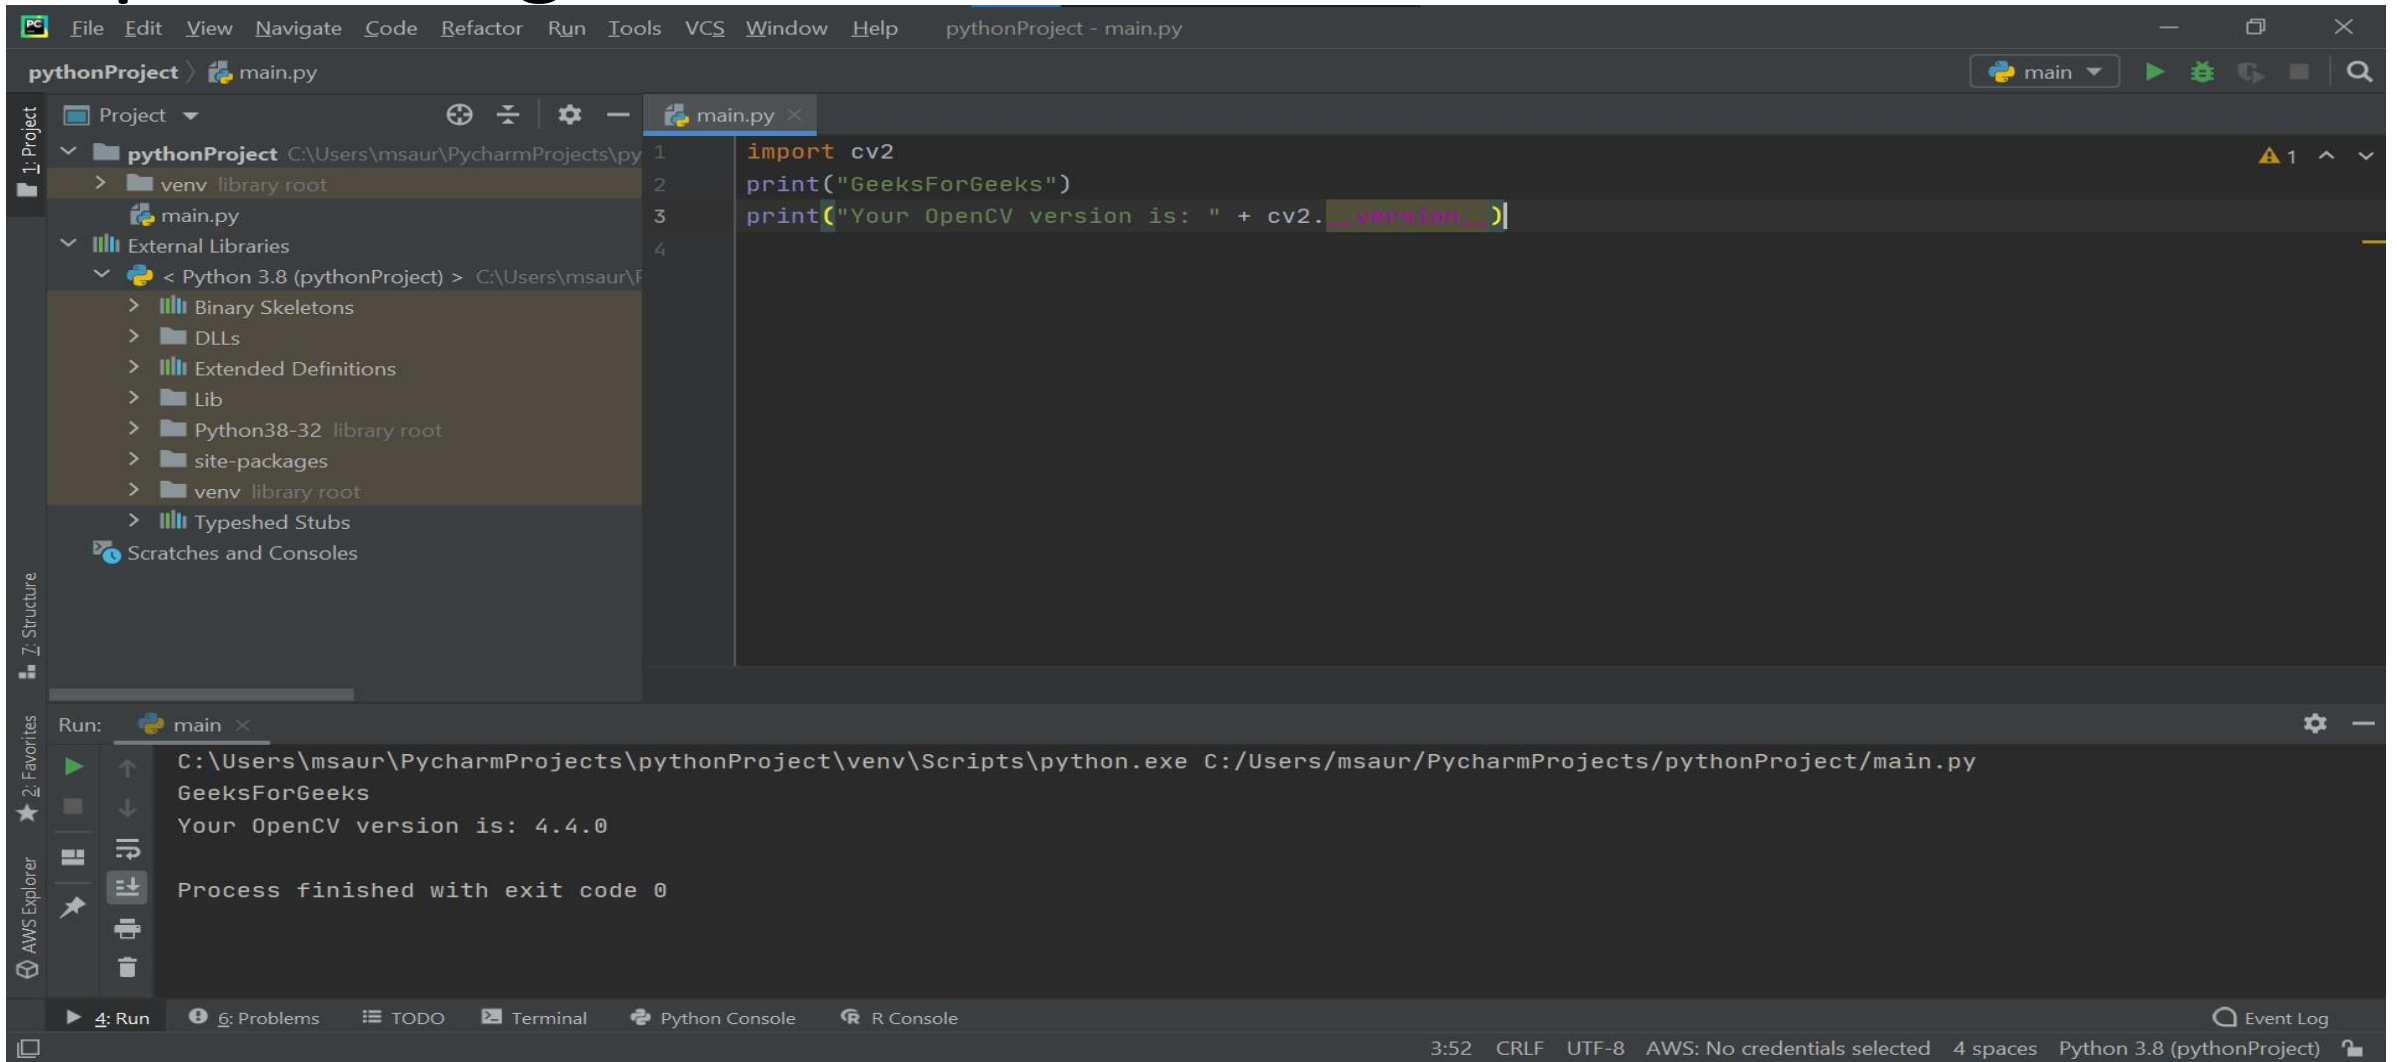 PC File Edit View Navigate Code Refactor Run Tools VCS Window Help pythonProject - main.py
pythonProject main.py main
1: Project
Project main.py
pythonProject C:\Users\msaur\PycharmProjects\py
venv library root
main.py
External Libraries
< Python 3.8 (pythonProject) > C:\Users\msaur\
Binary Skeletons
DLLs
Extended Definitions
Lib
Python38-32 library root
site-packages
venv library root
Typeshed Stubs
Scratches and Consoles
1 import cv2
2 print("GeeksForGeeks")
3 print("Your OpenCV version is: " + cv2.__version__)
4
1
7: Structure
2: Favorites
AWS Explorer
Run: main
C:\Users\msaur\PycharmProjects\pythonProject\venv\Scripts\python.exe C:/Users/msaur/PycharmProjects/pythonProject/main.py
GeeksForGeeks
Your OpenCV version is: 4.4.0
Process finished with exit code 0
4: Run 6: Problems TODO Terminal Python Console R Console Event Log
3:52 CRLF UTF-8 AWS: No credentials selected 4 spaces Python 3.8 (pythonProject)